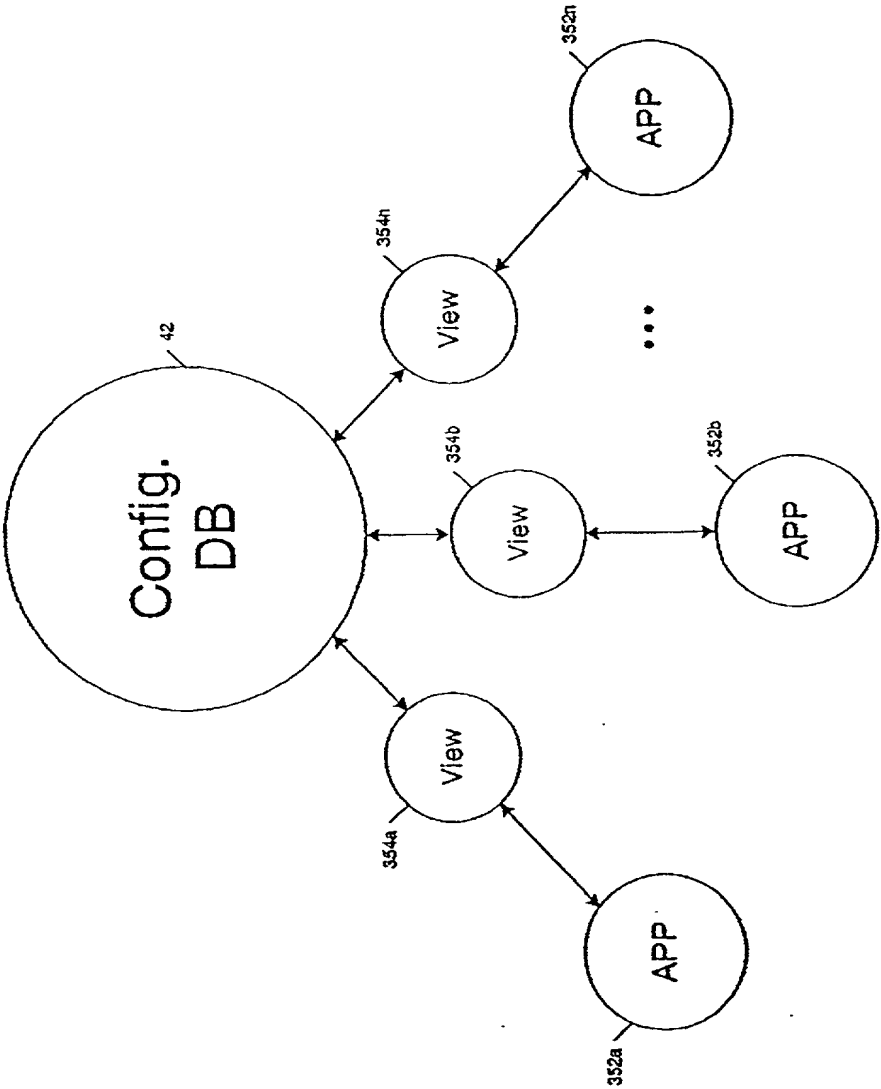 42
Config.
DB
354a
View
354b
View
354n
View
352a
APP
352b
APP
...
352n
APP